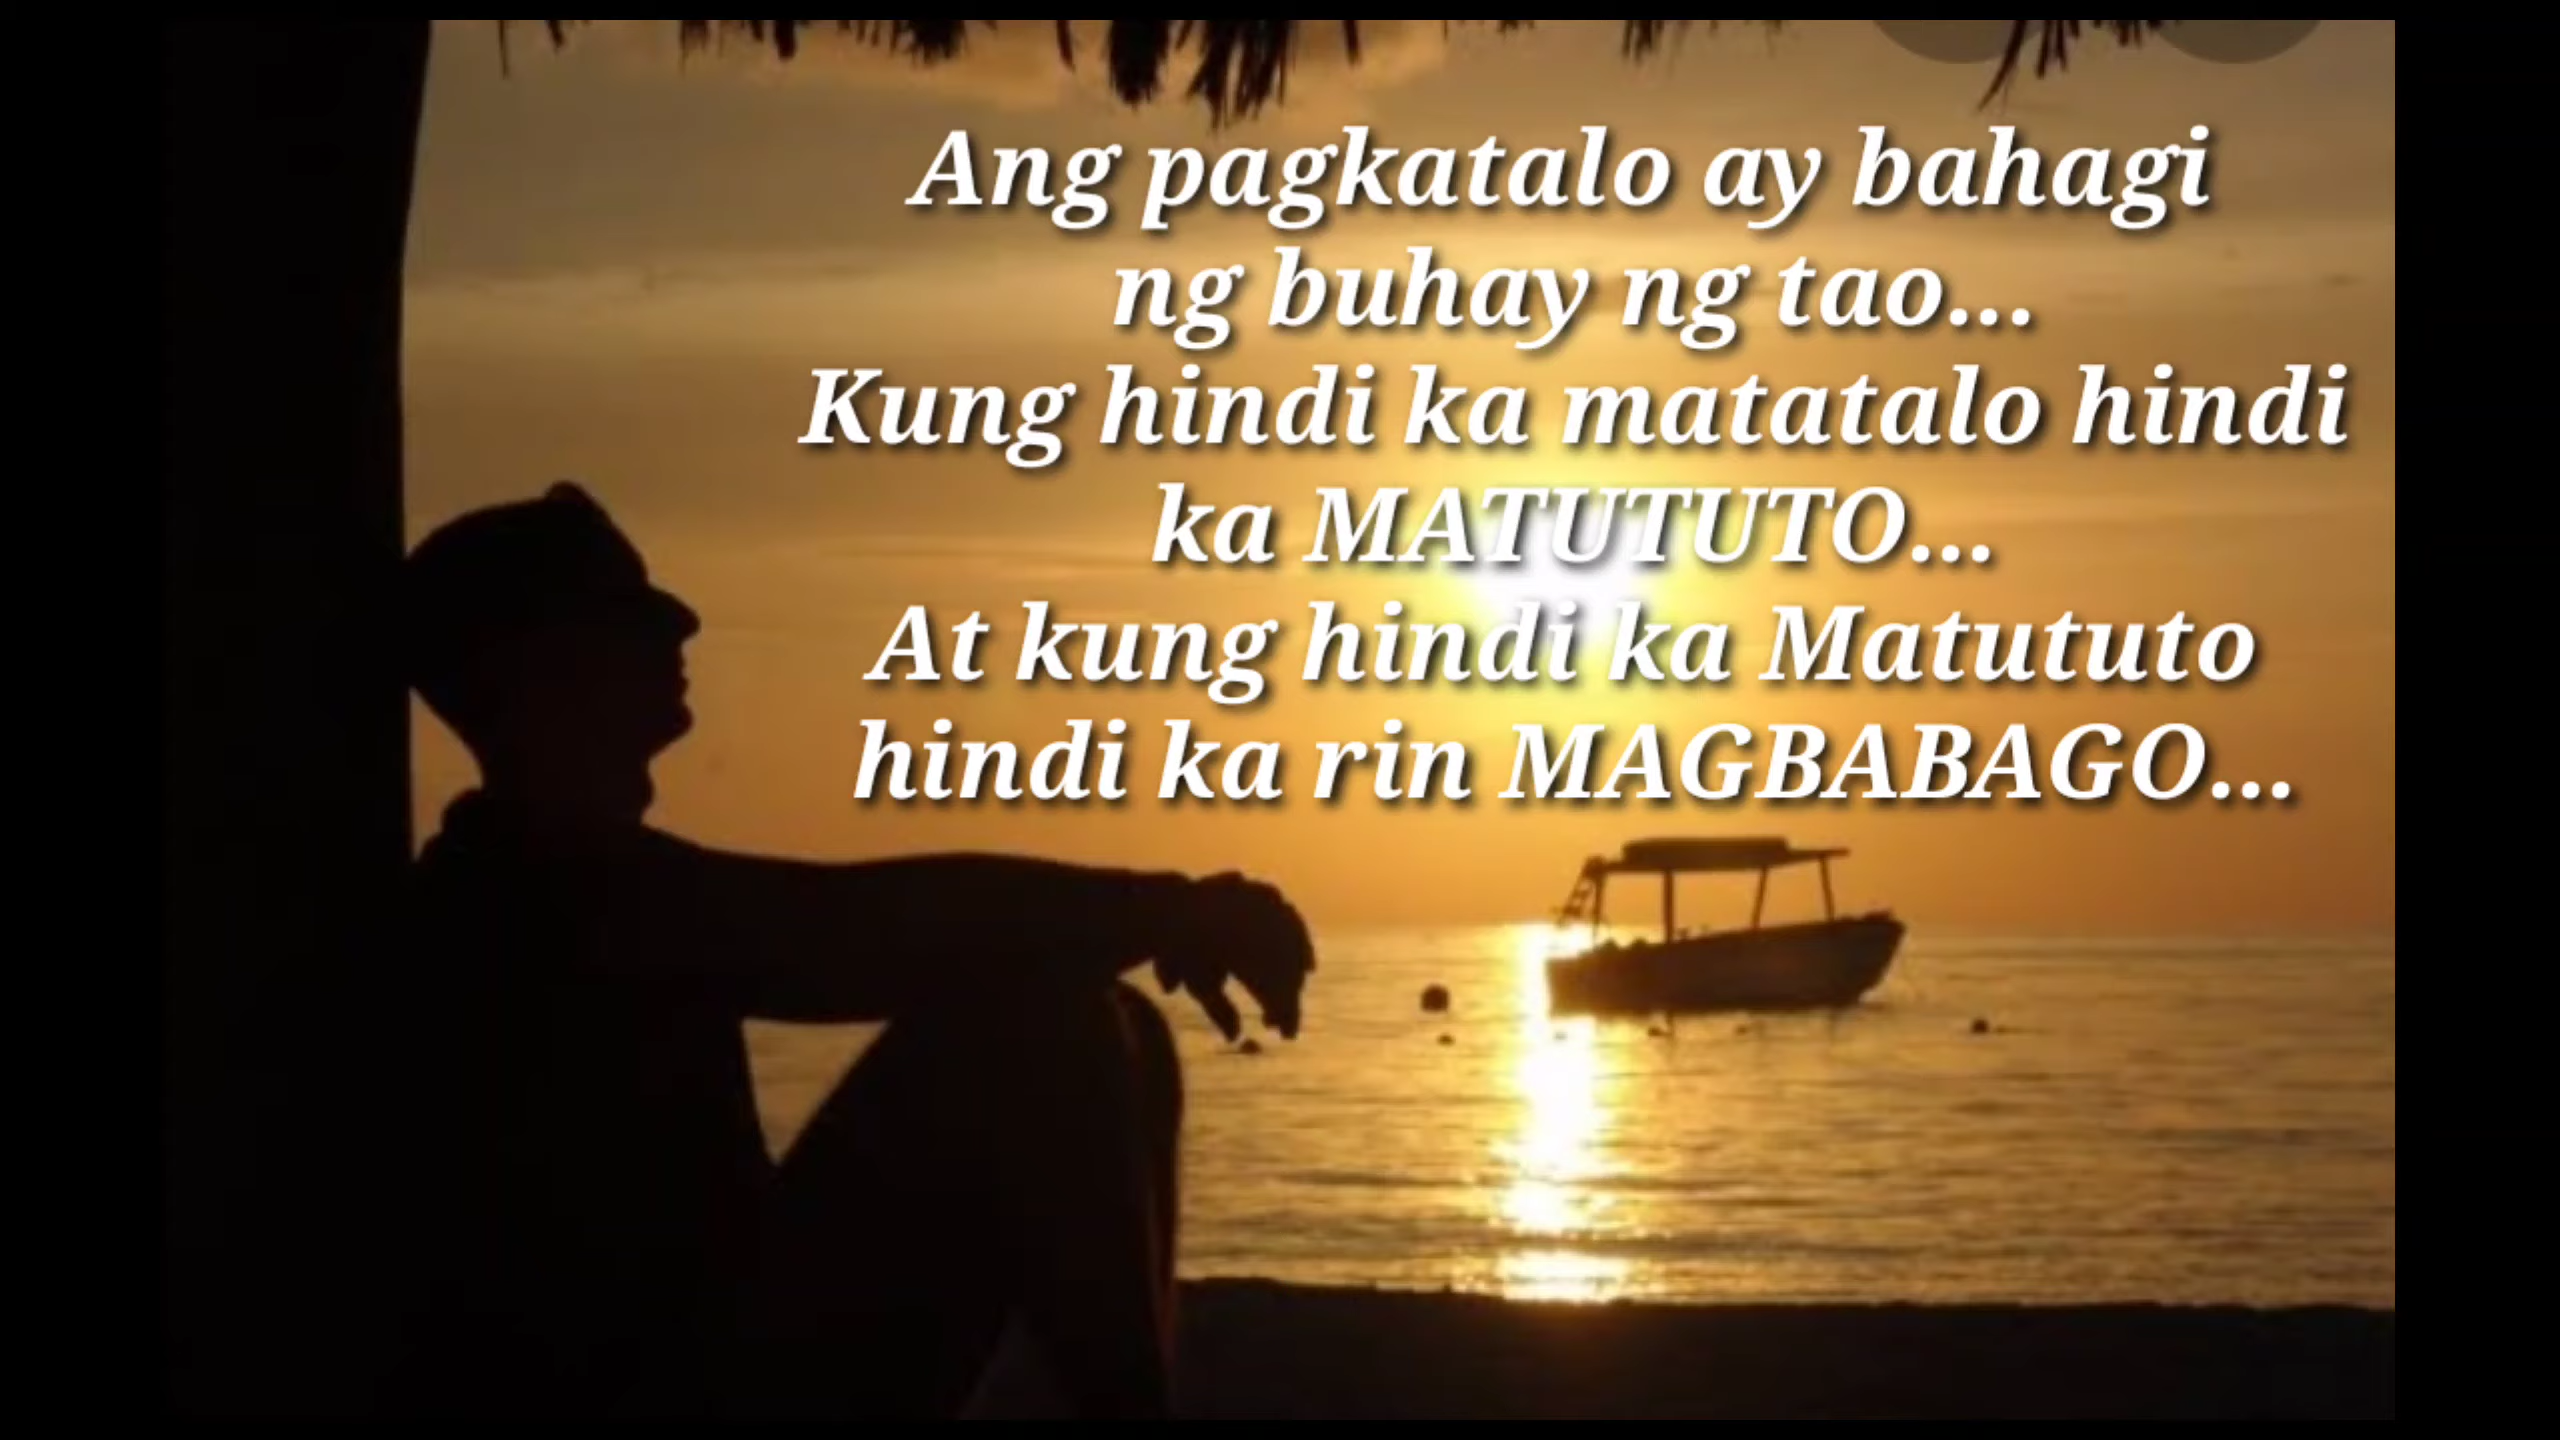 Ang pagkatalo ay bahagi
ng buhay ng tao...
Kung hindi ka matatalo hindi
ka MATUTUTO...
At kung hindi ka Matututo
hindi ka rin MAGBABAGO...